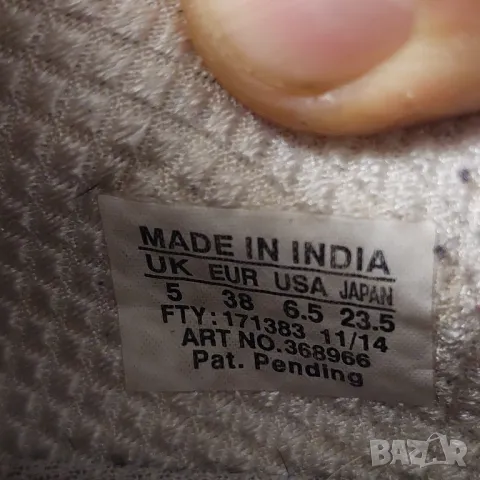 MADE IN INDIA
UK EUR USA JAPAN
5 38 6.5 23.5
FTY: 171383 11/14
ART NO.368966
Pat. Pending
BAZAR